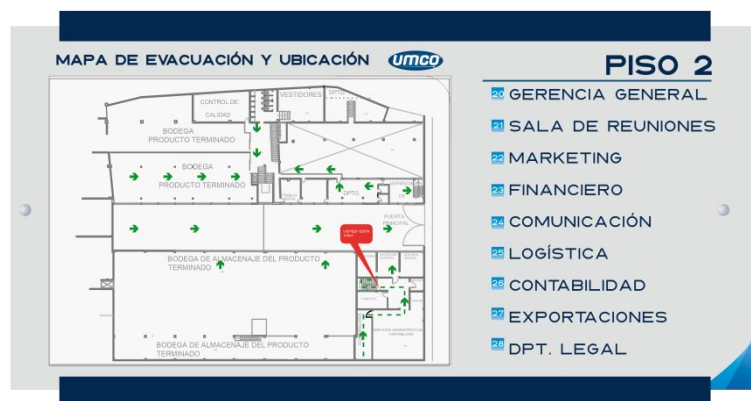 MAPA DE EVACUACIÓN Y UBICACIÓN
umco
PISO 2
20 GERENCIA GENERAL
21 SALA DE REUNIONES
22 MARKETING
23 FINANCIERO
24 COMUNICACIÓN
25 LOGÍSTICA
26 CONTABILIDAD
27 EXPORTACIONES
28 DPT. LEGAL
CONTROL DE
CALIDAD
VESTIDORES
DPTO.
BODEGA
PRODUCTO TERMINADO
BODEGA
PRODUCTO TERMINADO
DPTO.
PUERTA
PRINCIPAL
BODEGA DE ALMACENAJE DEL PRODUCTO
TERMINADO
BODEGA DE ALMACENAJE DEL PRODUCTO
TERMINADO